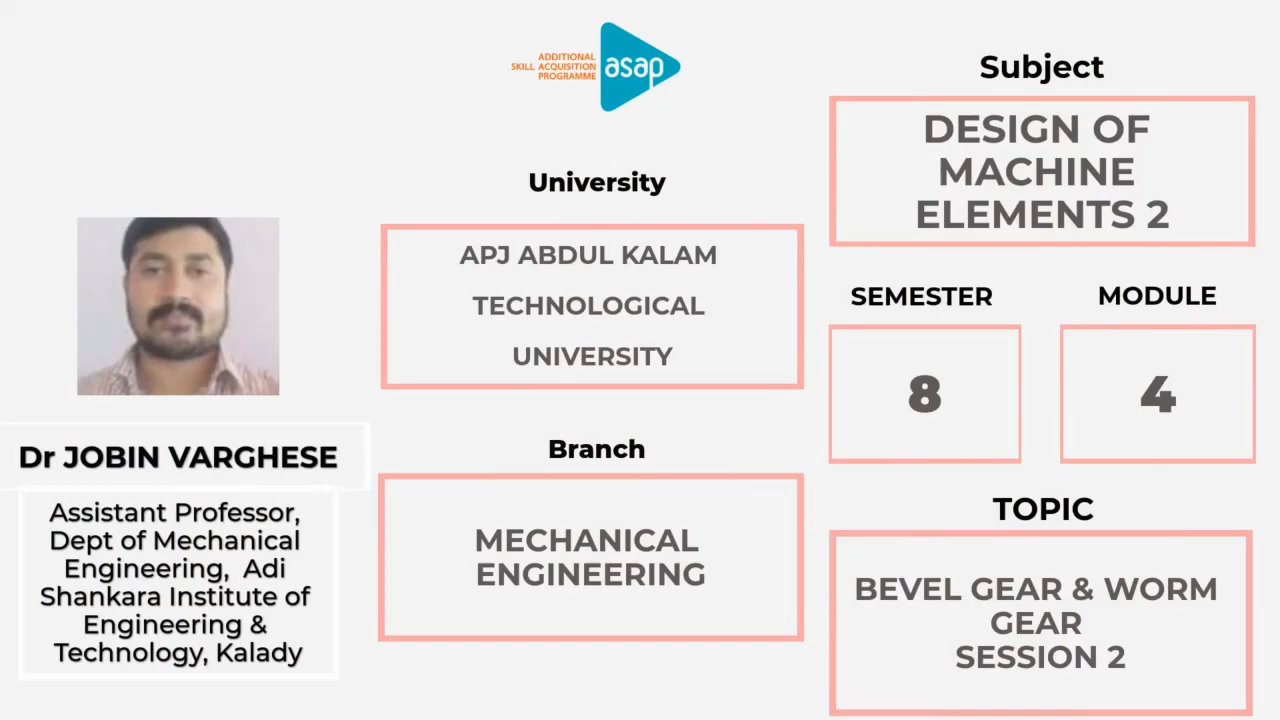 ADDITIONAL
SKILL ACQUISITION
PROGRAMME
asap
Dr JOBIN VARGHESE
Assistant Professor,
Dept of Mechanical
Engineering, Adi
Shankara Institute of
Engineering &
Technology, Kalady
University
APJ ABDUL KALAM
TECHNOLOGICAL
UNIVERSITY
Branch
MECHANICAL
ENGINEERING
Subject
DESIGN OF
MACHINE
ELEMENTS 2
SEMESTER
8
MODULE
4
TOPIC
BEVEL GEAR & WORM
GEAR
SESSION 2